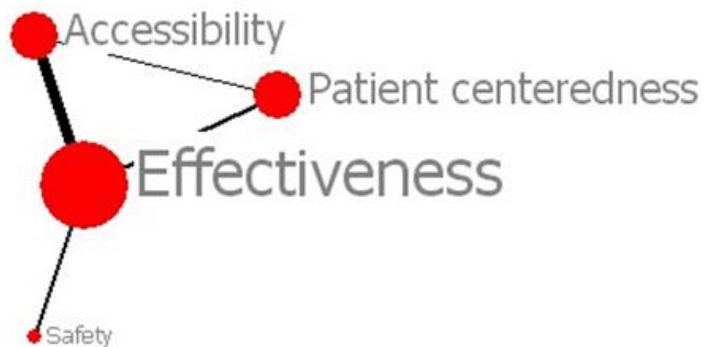 Accessibility
Patient centeredness
Effectiveness
Safety